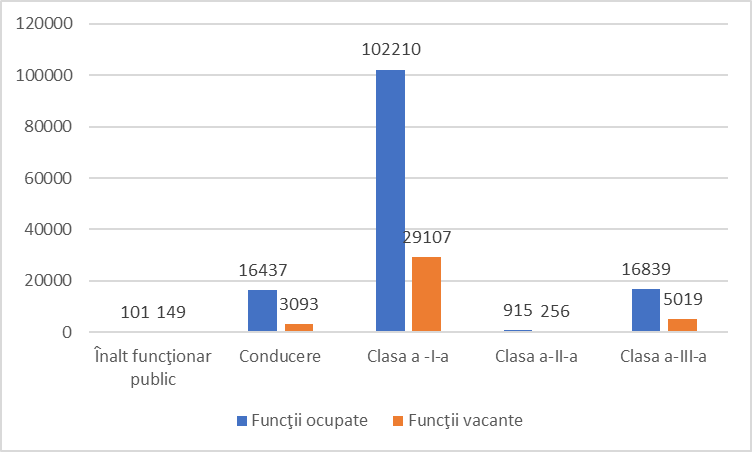 120000
100000
80000
60000
40000
20000
0
102210
29107
16437
3093
16839
5019
101 149
915 256
Înalt funcţionar public
Conducere
Clasa a -I-a
Clasa a-II-a
Clasa a-III-a
Funcţii ocupate
Funcţii vacante